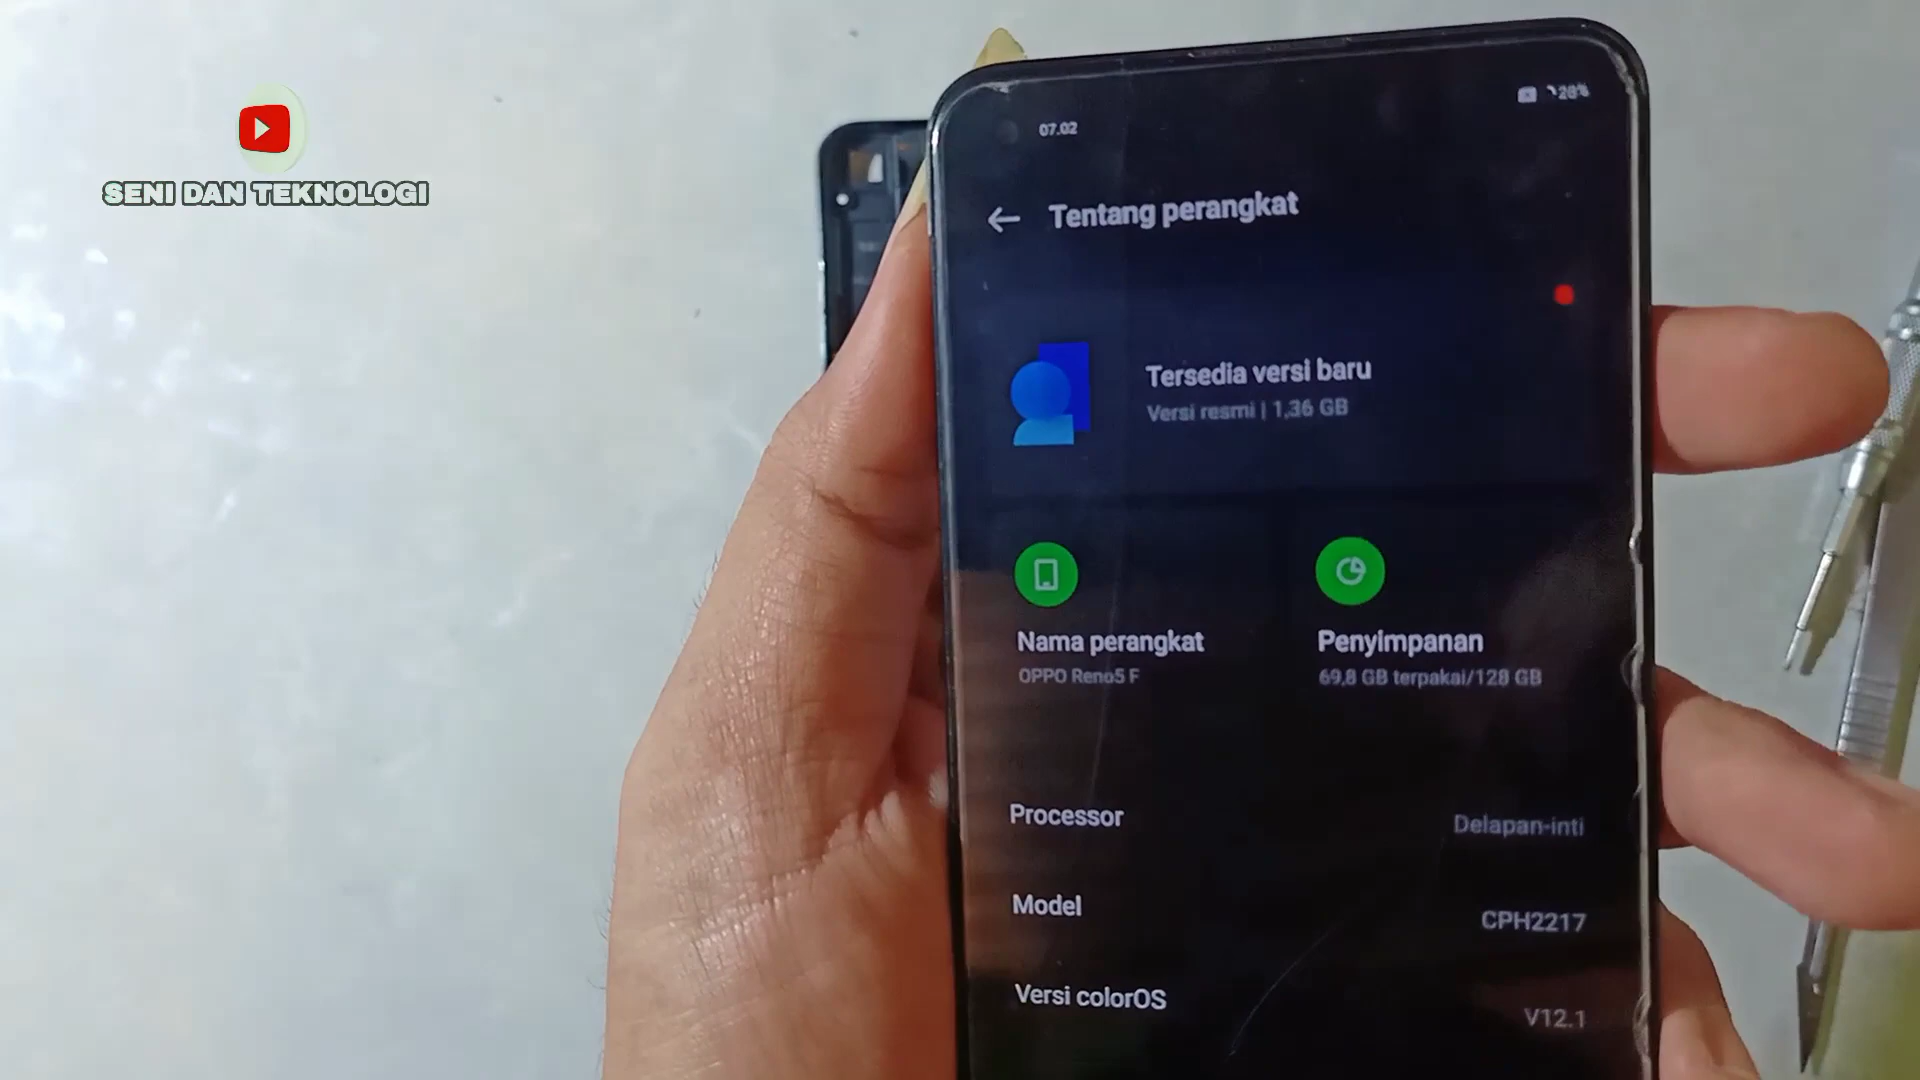 SENI DAN TEKNOLOGI
07.02
28%
Tentang perangkat
Tersedia versi baru
Versi resmi | 1,36 GB
Nama perangkat
OPPO Reno5 F
Penyimpanan
69,8 GB terpakai/128 GB
Processor
Delapan-inti
Model
CPH2217
Versi colorOS
V12.1